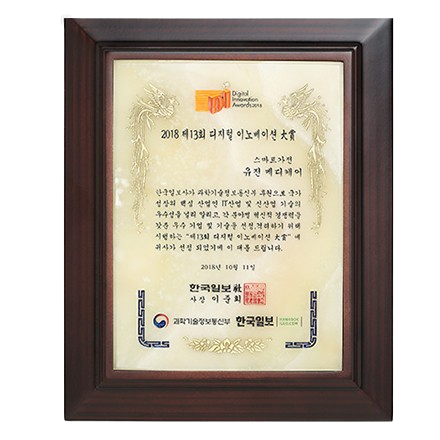 Digital
Innovation
Awards 2018
2018 제13회 디지털 이노베이션 大賞
스마트가전
유진 메디케어
한국일보사가 과학기술정보통신부 후원으로 국가
성장의 핵심 산업인 IT산업 및 신산업 기술의
우수성을 널리 알리고, 각 분야별 혁신적 경쟁력을
갖춘 우수 기업 및 기술을 선정, 격려하기 위해
시행하는 "제13회 디지털 이노베이션 大賞" 에
귀사가 선정 되었기에 이 패를 드립니다.
2018년 10월 11일
한국일보社
사장 이준희
과학기술정보통신부 한국일보